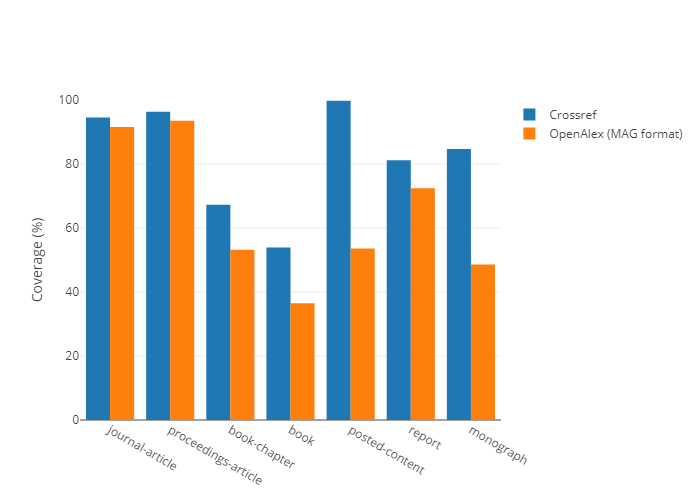 100
80
60
40
20
0
Coverage (%)
journal-article
proceedings-article
book-chapter
book
posted-content
report
monograph
Crossref
OpenAlex (MAG format)